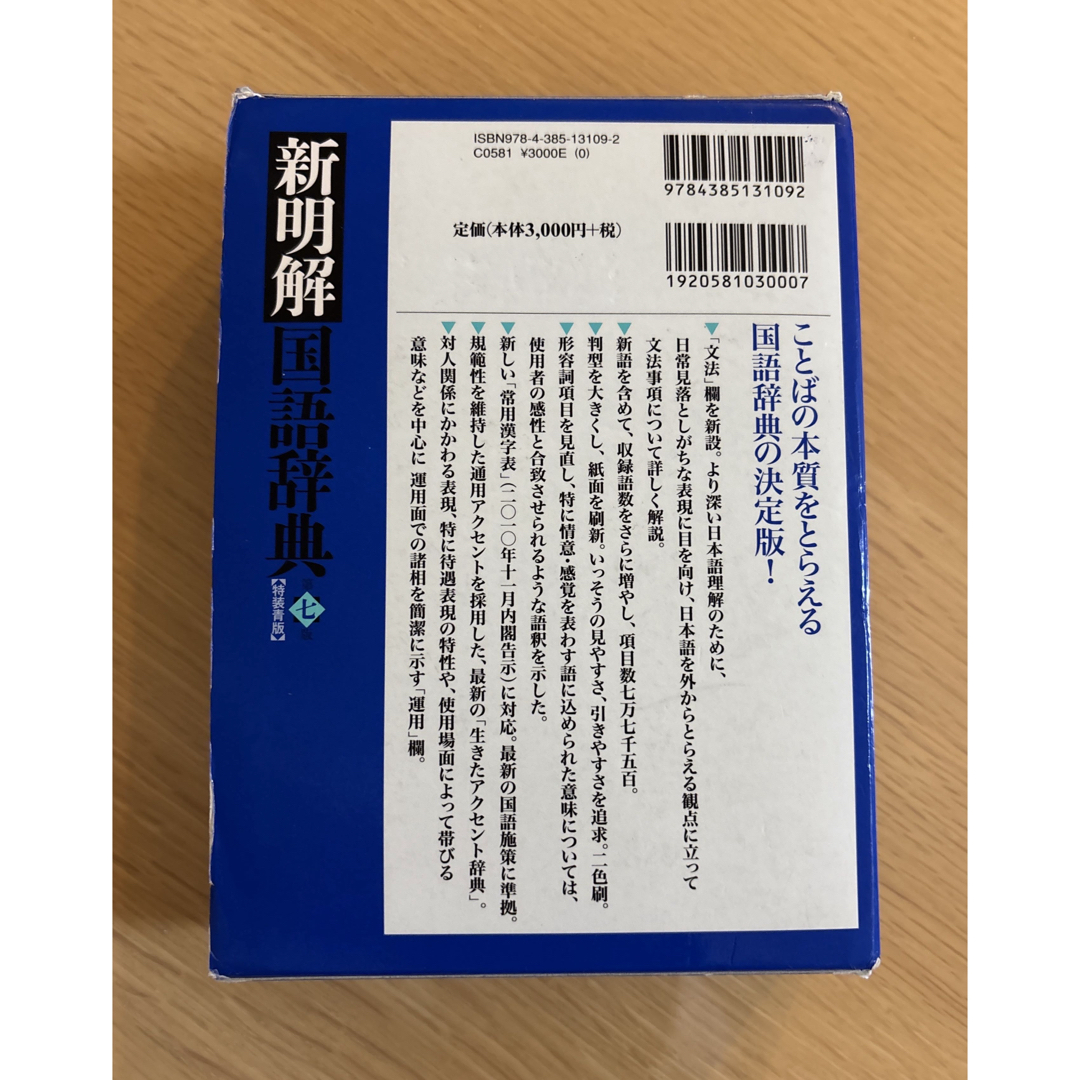 ISBN978-4-385-13109-2
C0581 ¥3000E (0)
9784385131092
定価(本体3,000円+税)
1920581030007
ことばの本質をとらえる
国語辞典の決定版！
▼「文法」欄を新設。より深い日本語理解のために、
日常見落としがちな表現に目を向け、日本語を外からとらえる観点に立って
文法事項について詳しく解説。
▼新語を含めて、収録語数をさらに増やし、項目数七万七千五百。
▼判型を大きくし、紙面を刷新。いっそうの見やすさ、引きやすさを追求。二色刷。
▼形容詞項目を見直し、特に情意・感覚を表わす語に込められた意味については、
使用者の感性と合致させられるような語釈を示した。
▼新しい「常用漢字表」(二〇一〇年十一月内閣告示)に対応。最新の国語施策に準拠。
▼規範性を維持した通用アクセントを採用した、最新の「生きたアクセント辞典」。
▼対人関係にかかわる表現、特に待遇表現の特性や、使用場面によって帯びる
意味などを中心に 運用面での諸相を簡潔に示す「運用」欄。
新明解
国語辞典
第七版
【特装青版】